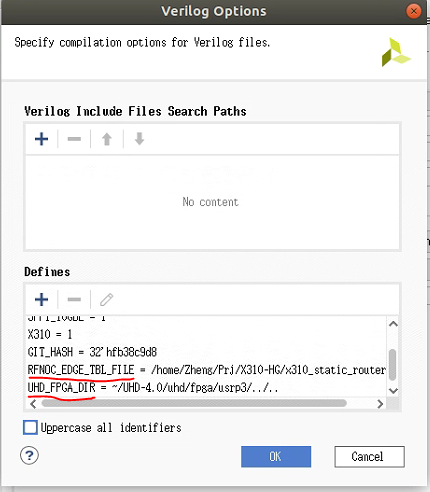 Verilog Options
Specify compilation options for Verilog files.
Verilog Include Files Search Paths
No content
Defines
X310 = 1
GIT_HASH = 32'hfb38c9d8
RFNOC_EDGE_TBL_FILE = /home/Zheng/Prj/X310-HG/x310_static_router
UHD_FPGA_DIR = ~/UHD-4.0/uhd/fpga/usrp3/../..
Uppercase all identifiers
?
OK
Cancel